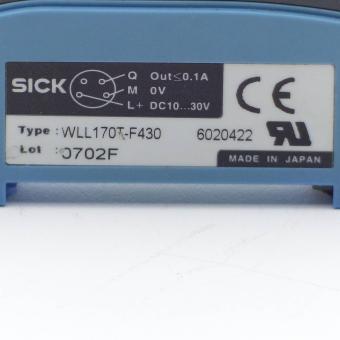 SICK
Q Out≤0.1A
M 0V
L+ DC10...30V
CE
Type : WLL170T-F430 6020422
Lot : 0702F
MADE IN JAPAN